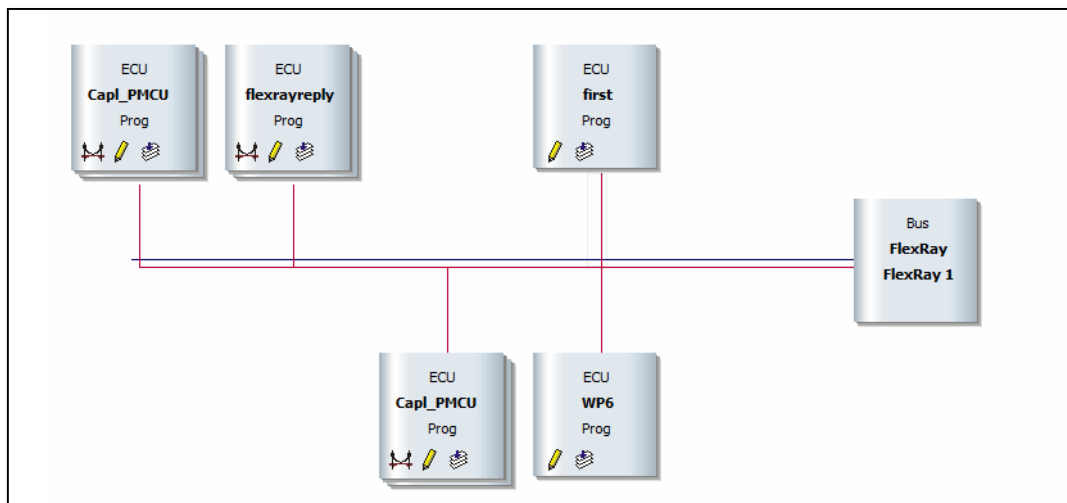 ECU
Capl_PMCU
Prog
ECU
flexrayreply
Prog
ECU
first
Prog
Bus
FlexRay
FlexRay 1
ECU
Capl_PMCU
Prog
ECU
WP6
Prog